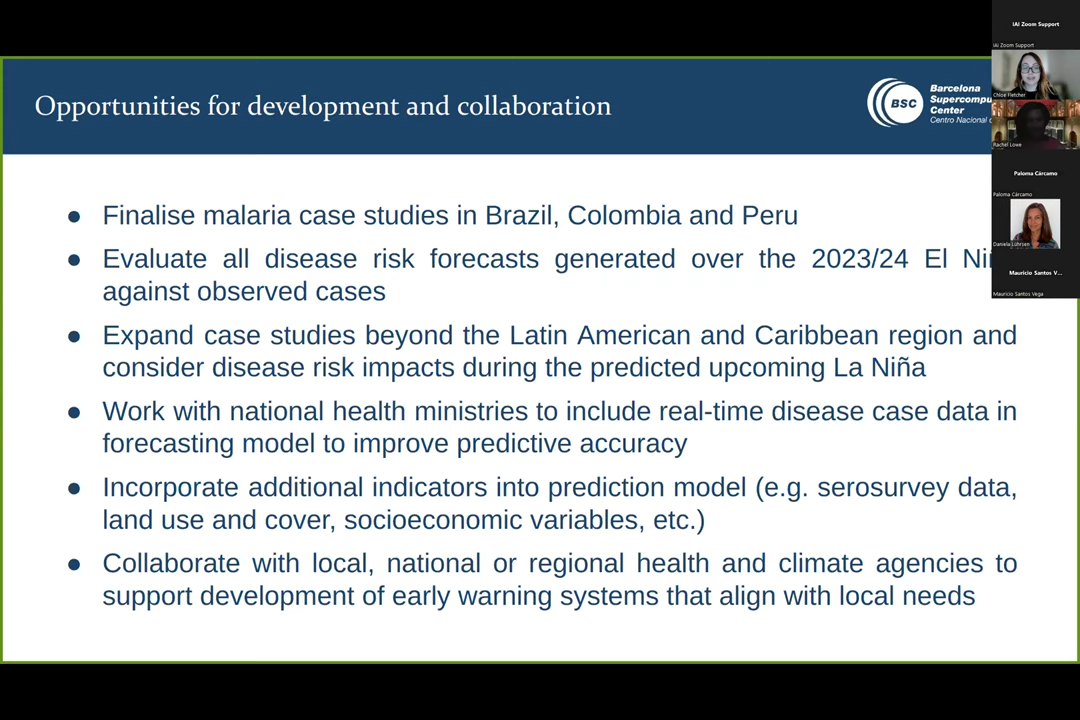 IAI Zoom Support
IAI Zoom Support
Opportunities for development and collaboration
BSC
Barcelona
Supercompu
Center
Centro Nacional
Chloe Fletcher
Rachel Lowe
Paloma Cárcamo
Paloma Cárcamo
Daniela Lührsen
Mauricio Santos V...
Mauricio Santos Vega
● Finalise malaria case studies in Brazil, Colombia and Peru
● Evaluate all disease risk forecasts generated over the 2023/24 El Ni
against observed cases
● Expand case studies beyond the Latin American and Caribbean region and
consider disease risk impacts during the predicted upcoming La Niña
● Work with national health ministries to include real-time disease case data in
forecasting model to improve predictive accuracy
● Incorporate additional indicators into prediction model (e.g. serosurvey data,
land use and cover, socioeconomic variables, etc.)
● Collaborate with local, national or regional health and climate agencies to
support development of early warning systems that align with local needs